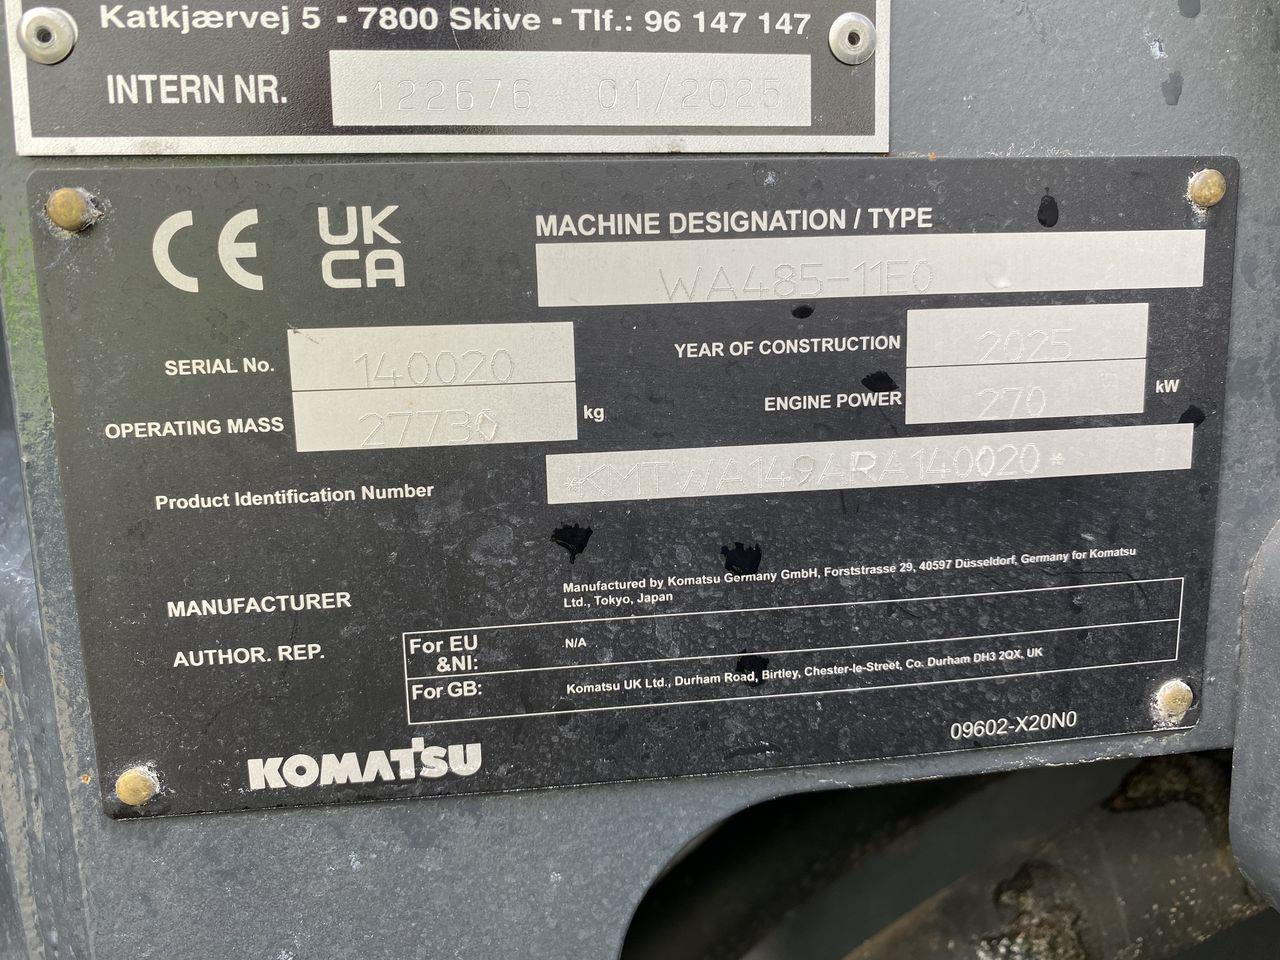 Katkjærvej 5 - 7800 Skive - Tlf.: 96 147 147
INTERN NR. 122676 01/2025
CE UK CA
MACHINE DESIGNATION / TYPE
WA485-11E0
SERIAL No. 140020
YEAR OF CONSTRUCTION 2025
OPERATING MASS 27730 kg
ENGINE POWER 270 kW
Product Identification Number *KMTWA149ARA140020*
MANUFACTURER Manufactured by Komatsu Germany GmbH, Forststrasse 29, 40597 Düsseldorf, Germany for Komatsu
Ltd., Tokyo, Japan
AUTHOR. REP. For EU
&NI: N/A
For GB: Komatsu UK Ltd., Durham Road, Birtley, Chester-le-Street, Co. Durham DH3 2QX, UK
KOMATSU
09602-X20N0